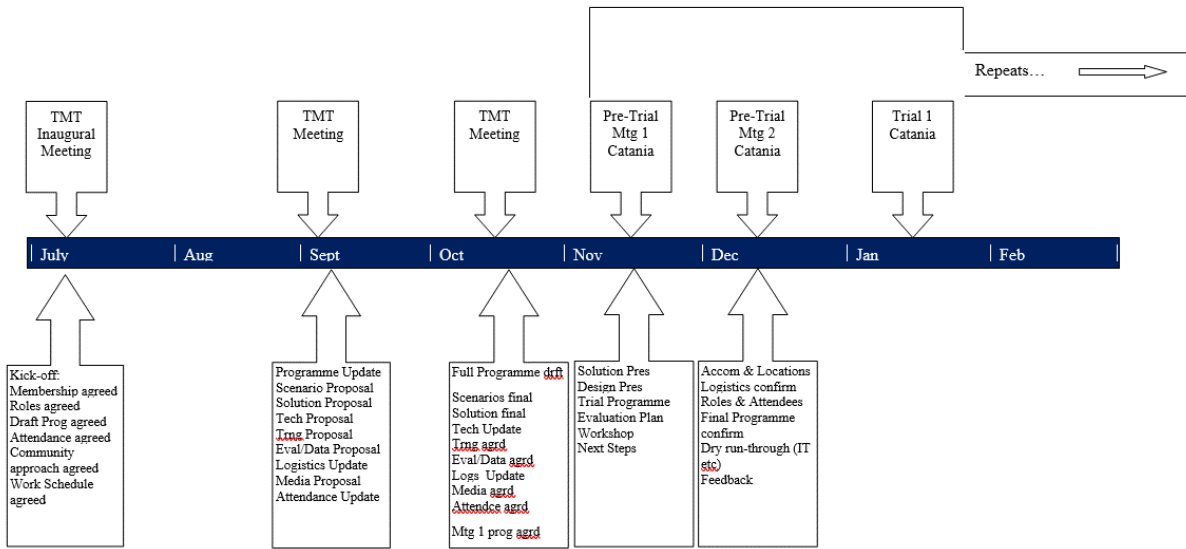 Repeats…
TMT
Inaugural
Meeting
TMT
Meeting
TMT
Meeting
Pre-Trial
Mtg 1
Catania
Pre-Trial
Mtg 2
Catania
Trial 1
Catania
July
Aug
Sept
Oct
Nov
Dec
Jan
Feb
Kick-off:
Membership agreed
Roles agreed
Draft Prog agreed
Attendance agreed
Community
approach agreed
Work Schedule
agreed
Programme Update
Scenario Proposal
Solution Proposal
Tech Proposal
Trng Proposal
Eval/Data Proposal
Logistics Update
Media Proposal
Attendance Update
Full Programme drft
Scenarios final
Solution final
Tech Update
Trng agrd
Eval/Data agrd
Logs Update
Media agrd
Attendce agrd
Mtg 1 prog agrd
Solution Pres
Design Pres
Trial Programme
Evaluation Plan
Workshop
Next Steps
Accom & Locations
Logistics confirm
Roles & Attendees
Final Programme
confirm
Dry run-through (IT
etc)
Feedback